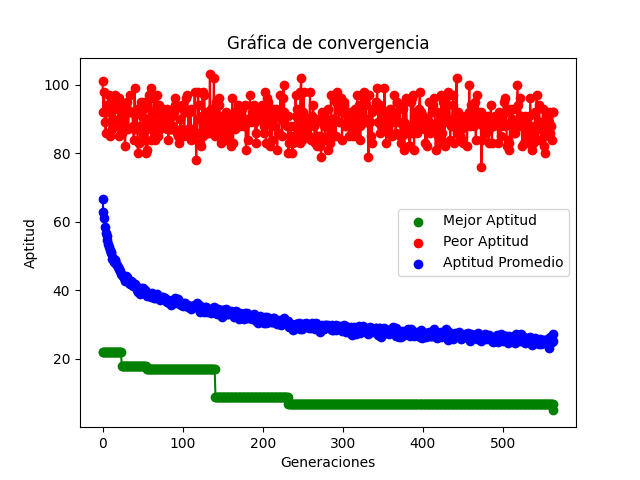 Gráfica de convergencia
Aptitud
100
80
60
40
20
Mejor Aptitud
Peor Aptitud
Aptitud Promedio
0
100
200
300
400
500
Generaciones